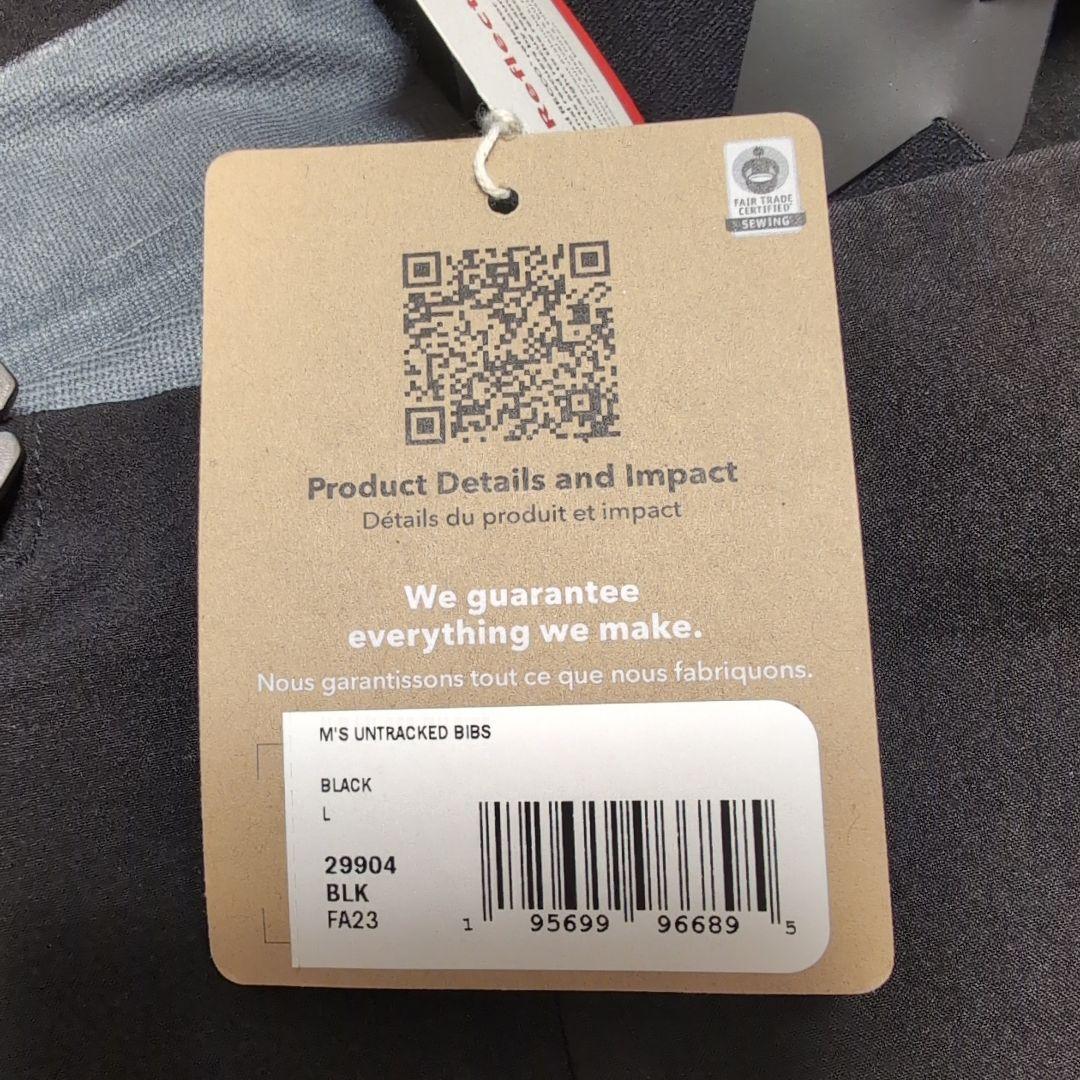 Reflect
FAIR TRADE
CERTIFIED
SEWING
Product Details and Impact
Détails du produit et impact
We guarantee
everything we make.
Nous garantissons tout ce que nous fabriquons.
M'S UNTRACKED BIBS
BLACK
L
29904
BLK
FA23
1 95699 96689 5